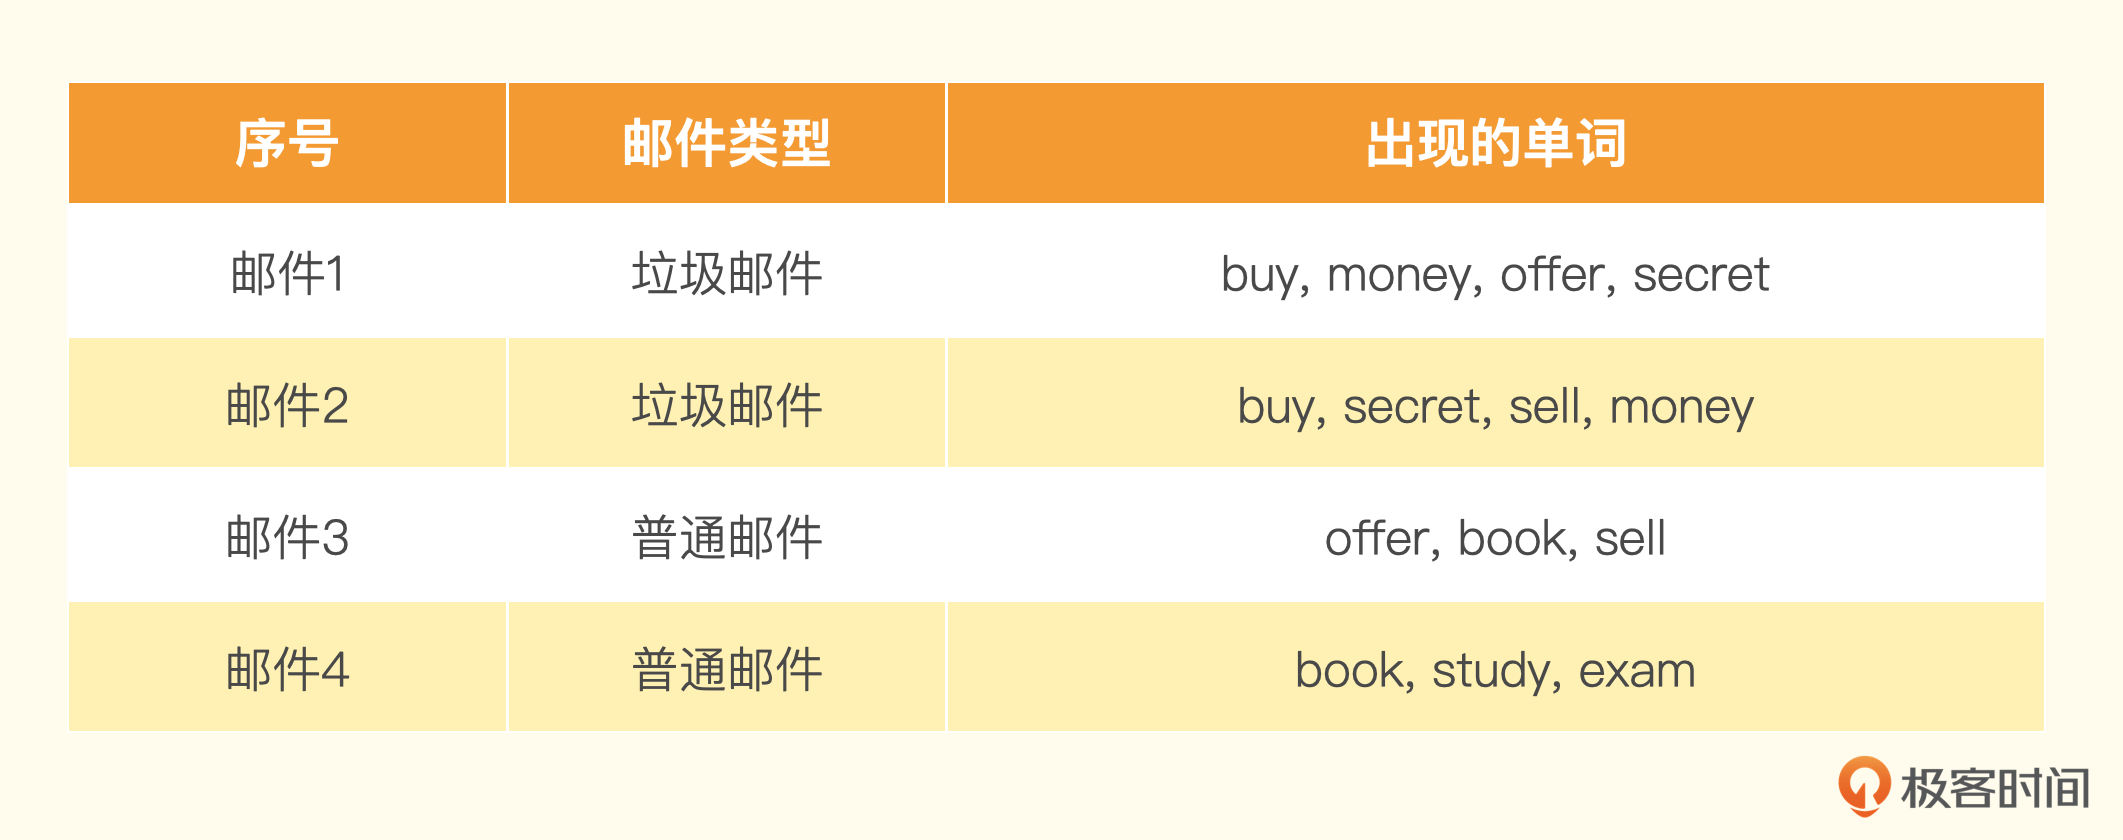 序号 邮件类型 出现的单词
邮件1 垃圾邮件 buy, money, offer, secret
邮件2 垃圾邮件 buy, secret, sell, money
邮件3 普通邮件 offer, book, sell
邮件4 普通邮件 book, study, exam
极客时间